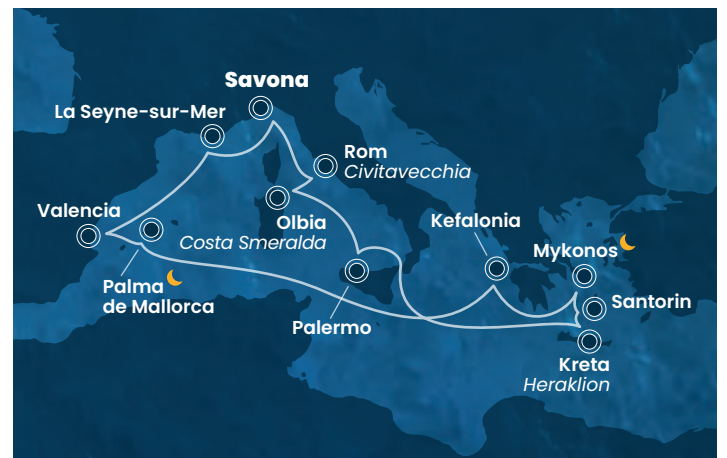 Savona
La Seyne-sur-Mer
Rom
Civitavecchia
Valencia
Olbia
Costa Smeralda
Kefalonia
Mykonos
Palma
de Mallorca
Santorin
Palermo
Kreta
Heraklion